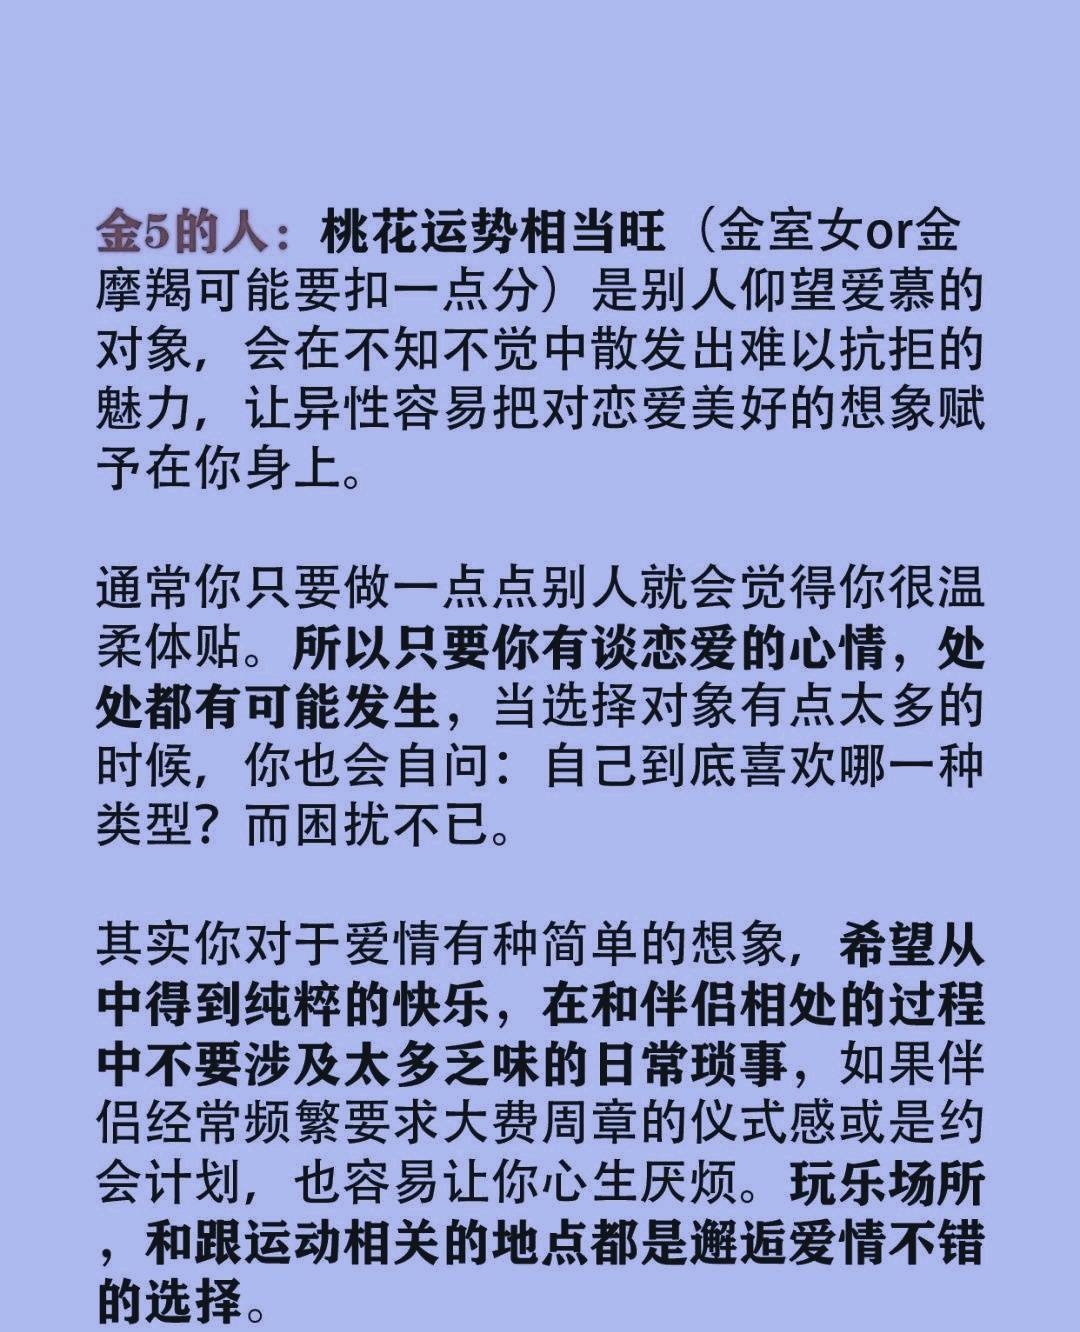 金5的人：桃花运势相当旺（金室女or金
摩羯可能要扣一点分）是别人仰望爱慕的
对象，会在不知不觉中散发出难以抗拒的
魅力，让异性容易把对恋爱美好的想象赋
予在你身上。
通常你只要做一点点别人就会觉得你很温
柔体贴。所以只要你有谈恋爱的心情，处
处都有可能发生，当选择对象有点太多的
时候，你也会自问：自己到底喜欢哪一种
类型？而困扰不已。
其实你对于爱情有种简单的想象，希望从
中得到纯粹的快乐，在和伴侣相处的过程
中不要涉及太多乏味的日常琐事，如果伴
侣经常频繁要求大费周章的仪式感或是约
会计划，也容易让你心生厌烦。玩乐场所
，和跟运动相关的地点都是邂逅爱情不错
的选择。